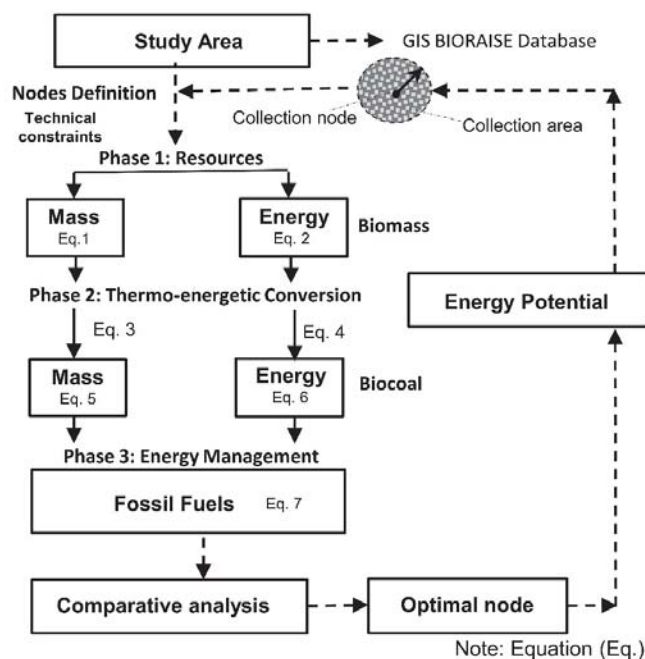 Study Area
GIS BIORAISE Database
Nodes Definition
Technical
constraints
Collection node
Collection area
Phase 1: Resources
Mass
Eq.1
Energy
Eq. 2
Biomass
Phase 2: Thermo-energetic Conversion
Energy Potential
Eq. 3
Eq. 4
Mass
Eq. 5
Energy
Eq. 6
Biocoal
Phase 3: Energy Management
Fossil Fuels Eq. 7
Comparative analysis
Optimal node
Note: Equation (Eq.)